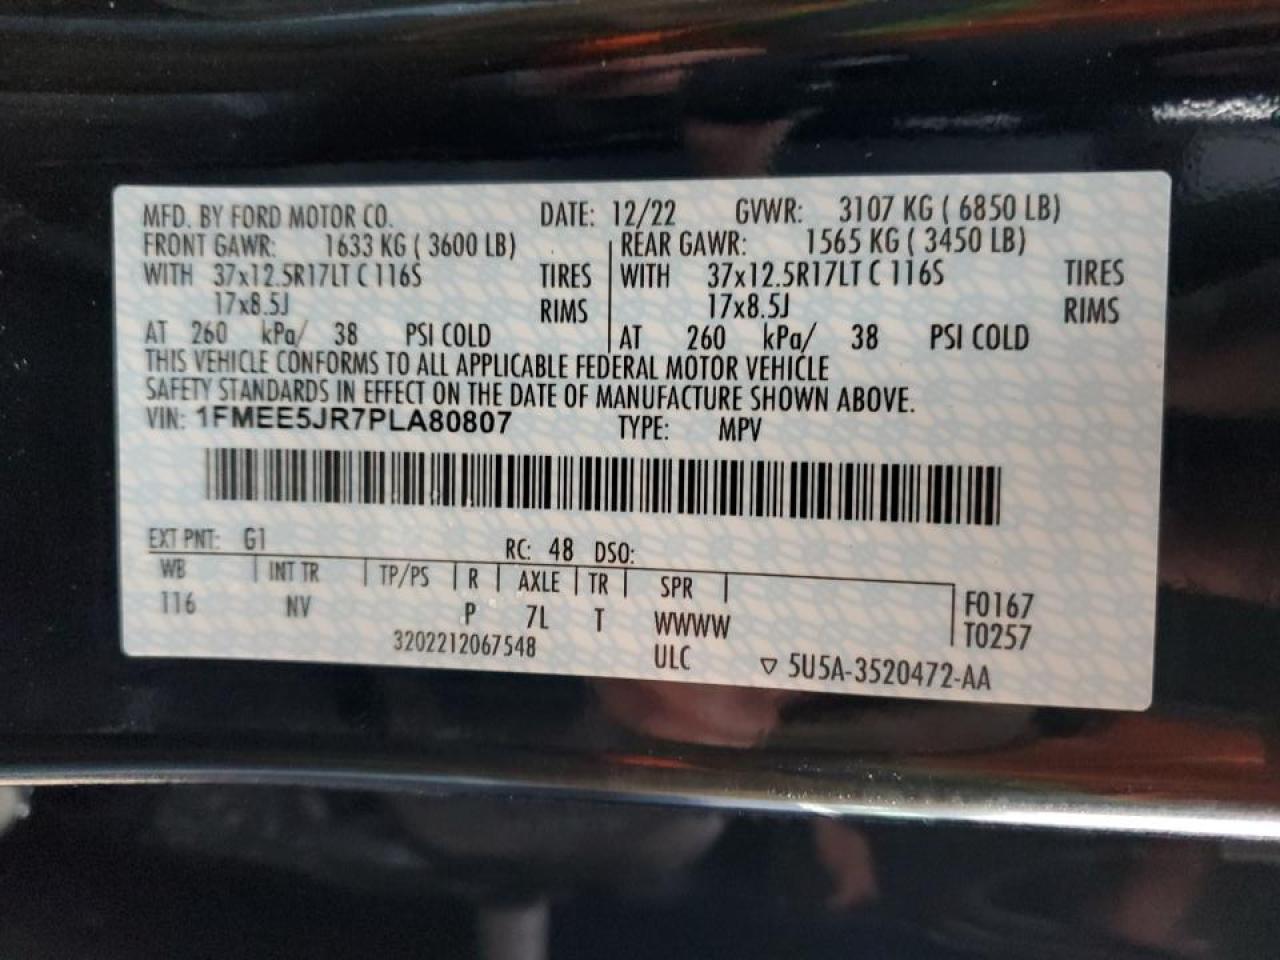 MFD. BY FORD MOTOR CO. DATE: 12/22 GVWR: 3107 KG ( 6850 LB)
FRONT GAWR: 1633 KG ( 3600 LB) REAR GAWR: 1565 KG ( 3450 LB)
WITH 37x12.5R17LT C 116S TIRES WITH 37x12.5R17LT C 116S TIRES
17x8.5J RIMS 17x8.5J RIMS
AT 260 kPa/ 38 PSI COLD AT 260 kPa/ 38 PSI COLD
THIS VEHICLE CONFORMS TO ALL APPLICABLE FEDERAL MOTOR VEHICLE
SAFETY STANDARDS IN EFFECT ON THE DATE OF MANUFACTURE SHOWN ABOVE.
VIN: 1FMEE5JR7PLA80807 TYPE: MPV
EXT PNT: G1 RC: 48 DSO:
WB INT TR TP/PS R AXLE TR SPR F0167
116 NV P 7L T WWWW T0257
3202212067548 ULC ▽ 5U5A-3520472-AA